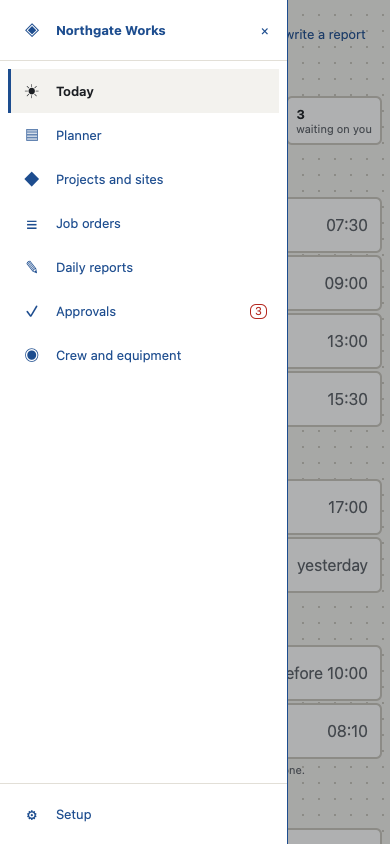 Northgate Works
×
Today
Planner
Projects and sites
Job orders
Daily reports
Approvals
3
Crew and equipment
Setup
write a report
3
waiting on you
07:30
09:00
13:00
15:30
17:00
yesterday
10:00
08:10